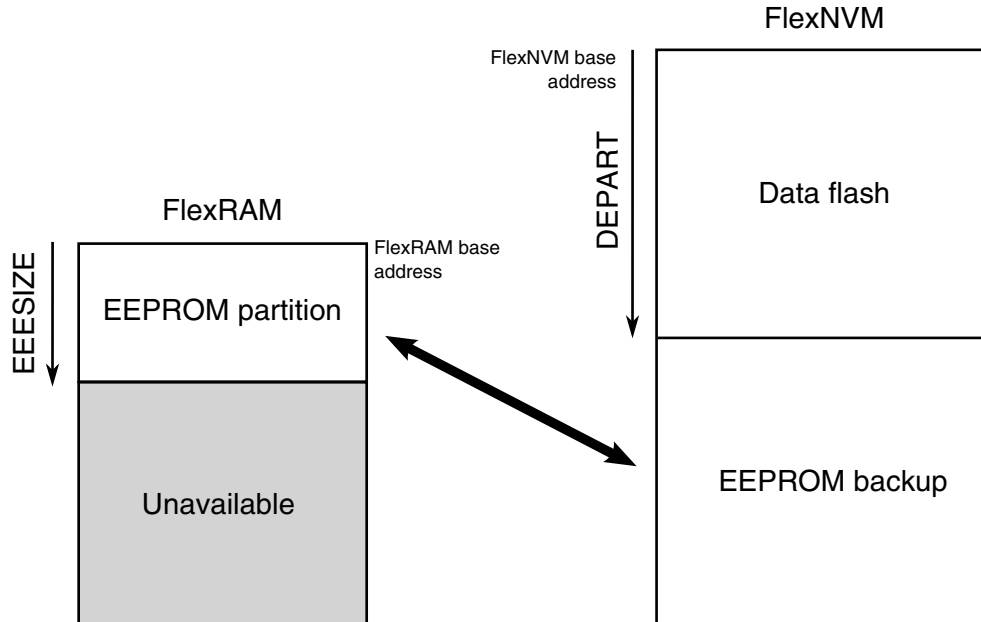 FlexNVM
FlexNVM base
address
DEPART
Data flash
FlexRAM
FlexRAM base
address
EEESIZE
EEPROM partition
Unavailable
EEPROM backup